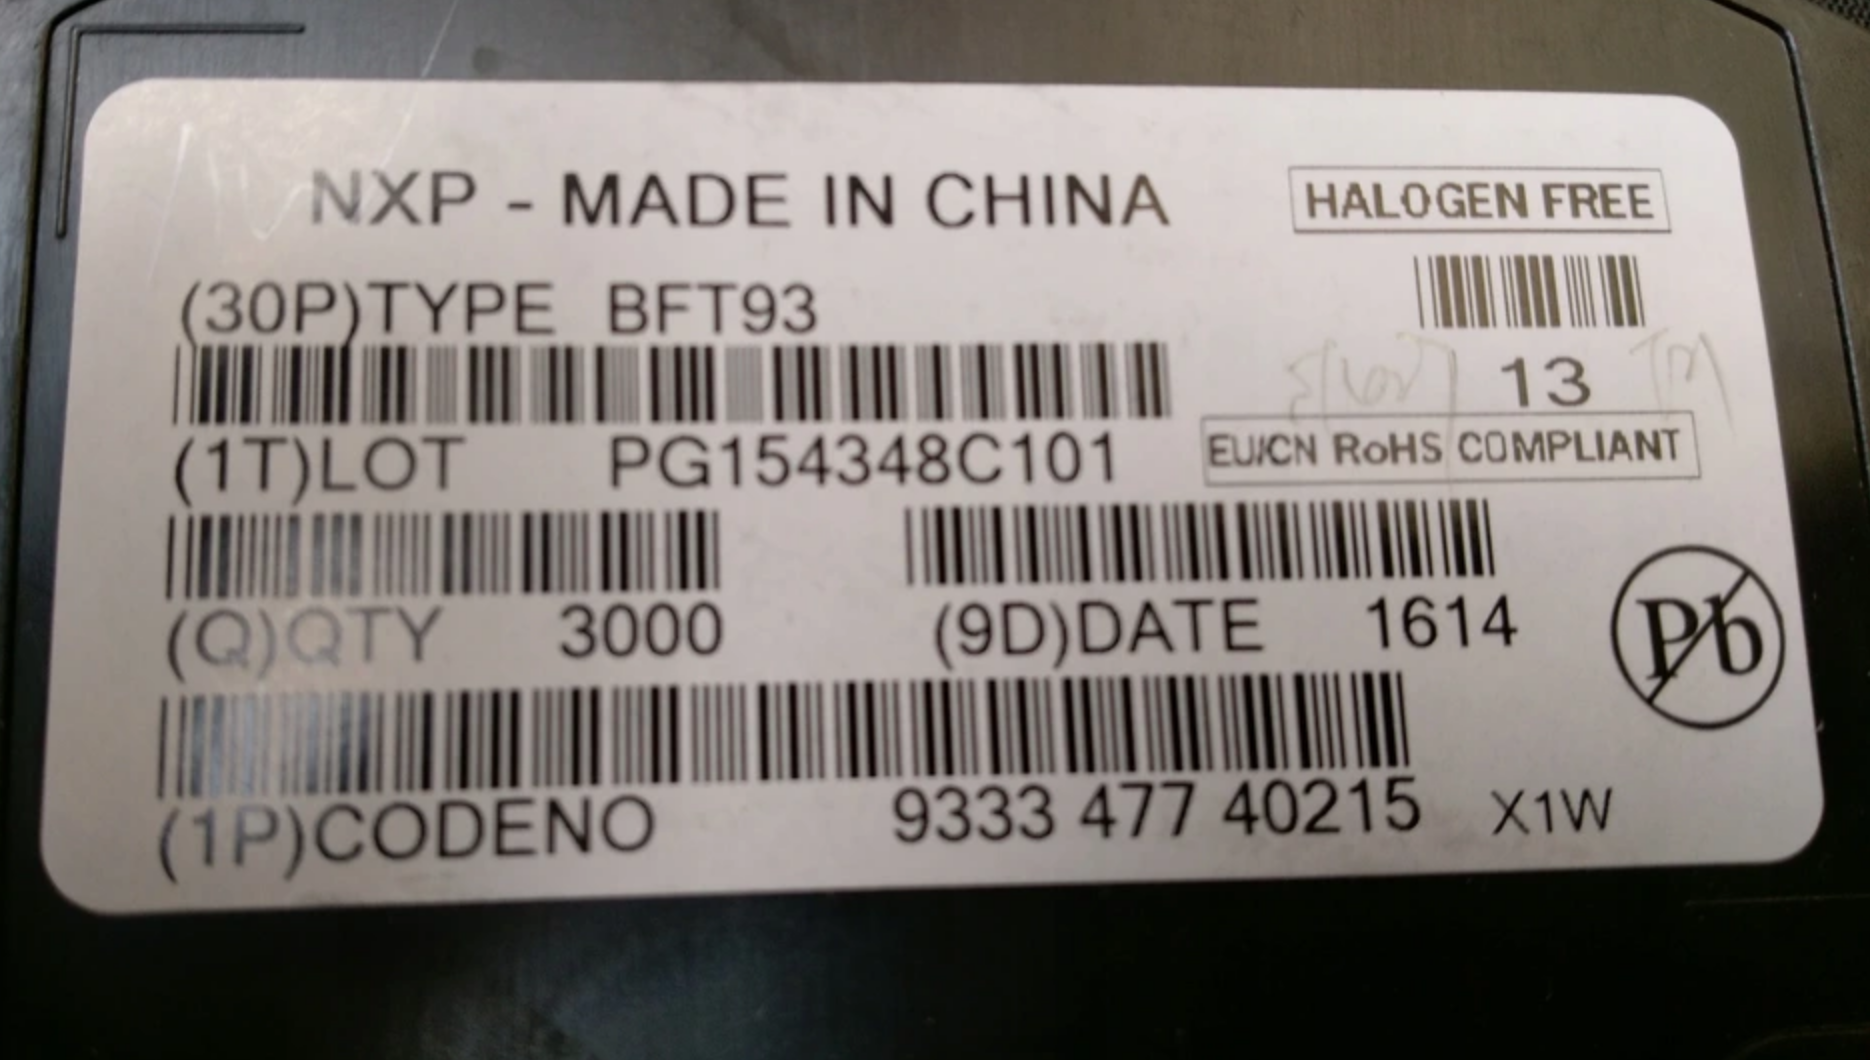 NXP - MADE IN CHINA
HALOGEN FREE
(30P)TYPE BFT93
13
(1T)LOT PG154348C101
EU/CN RoHS COMPLIANT
(Q)QTY 3000
(9D)DATE 1614
Pb
(1P)CODENO 9333 477 40215 X1W